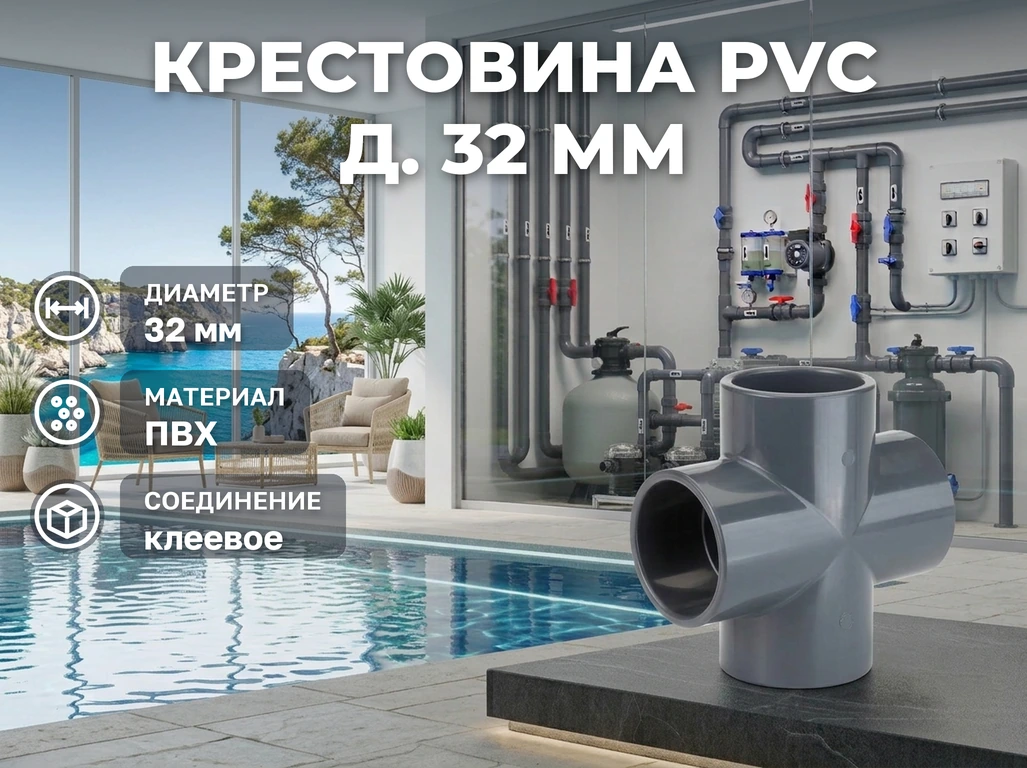 КРЕСТОВИНА PVC
Д. 32 ММ
ДИАМЕТР
32 мм
МАТЕРИАЛ
ПВХ
СОЕДИНЕНИЕ
клеевое